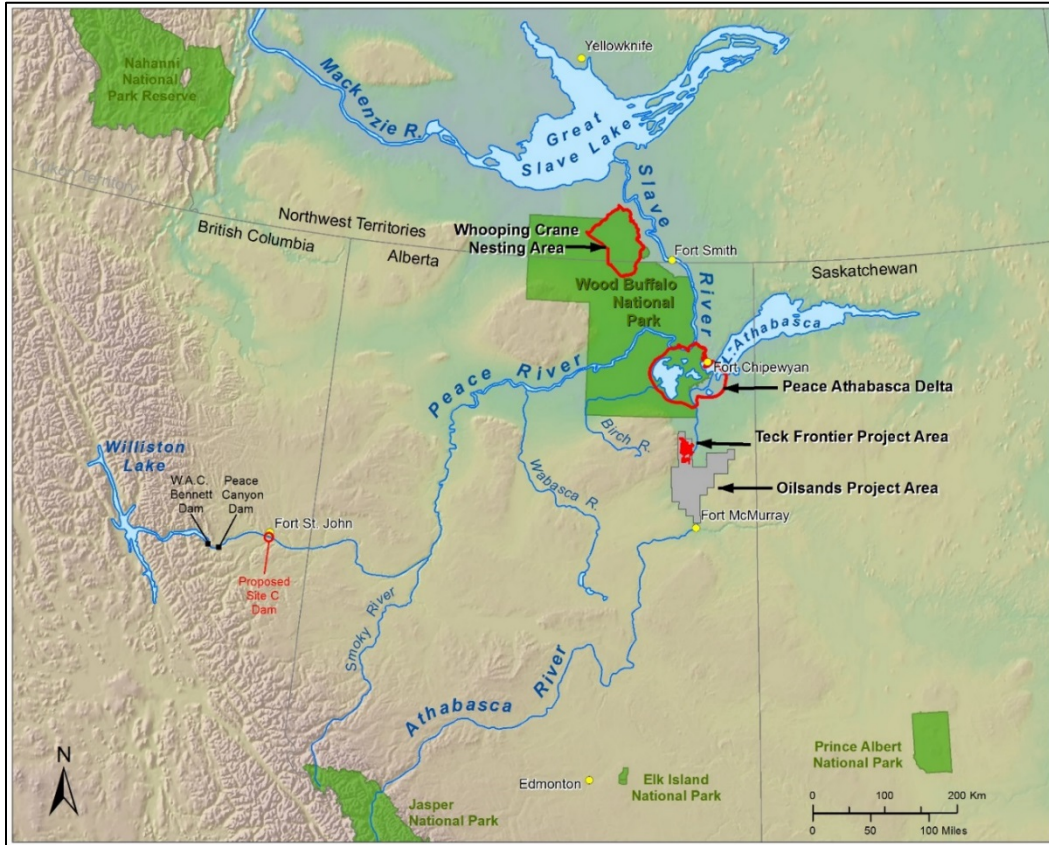 Yellowknife
Nahanni
National
Park Reserve
Mackenzie R.
Great
Slave Lake
Yukon Territory
Northwest Territories
British Columbia
Alberta
Whooping Crane
Nesting Area
Slave
River
Fort Smith
Saskatchewan
Wood Buffalo
National
Park
L. Athabasca
Fort Chipewyan
Peace River
Peace Athabasca Delta
Birch R.
Teck Frontier Project Area
Wabasca R.
Oilsands Project Area
Williston
Lake
W.A.C.
Bennett
Dam
Peace
Canyon
Dam
Fort St. John
Fort McMurray
Proposed
Site C
Dam
Smoky River
Athabasca River
N
Edmonton
Elk Island
National Park
Prince Albert
National Park
Jasper
National Park
0 100 200 Km
0 50 100 Miles